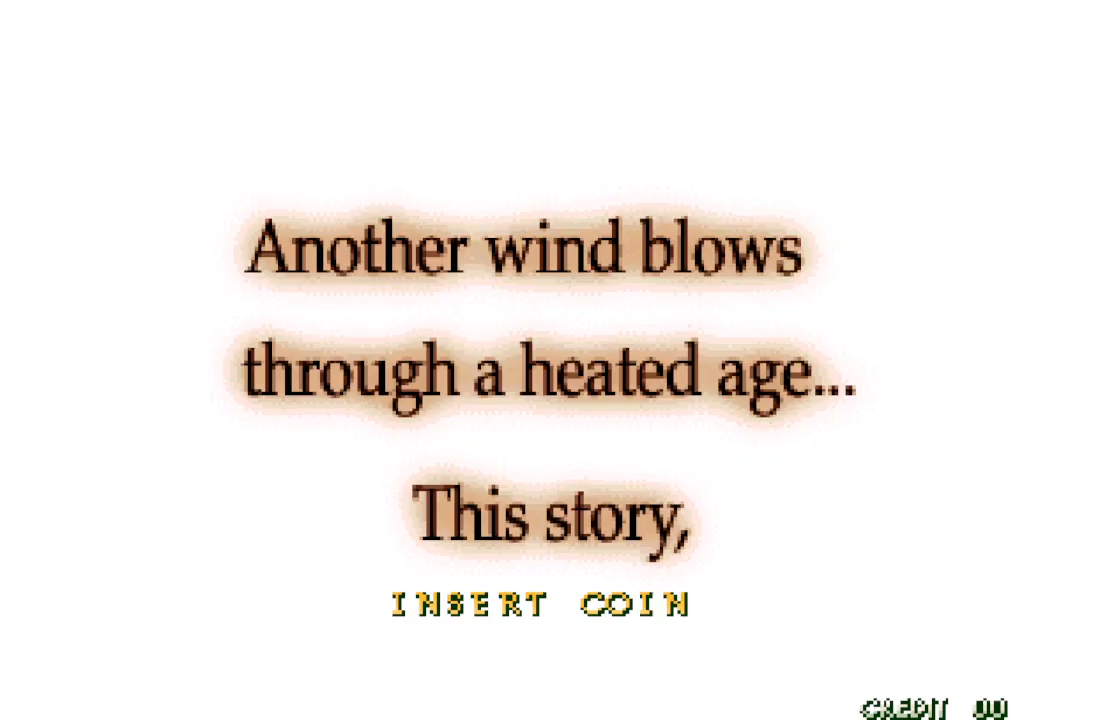 Another wind blows
through a heated age...
This story,
INSERT COIN
CREDIT 00